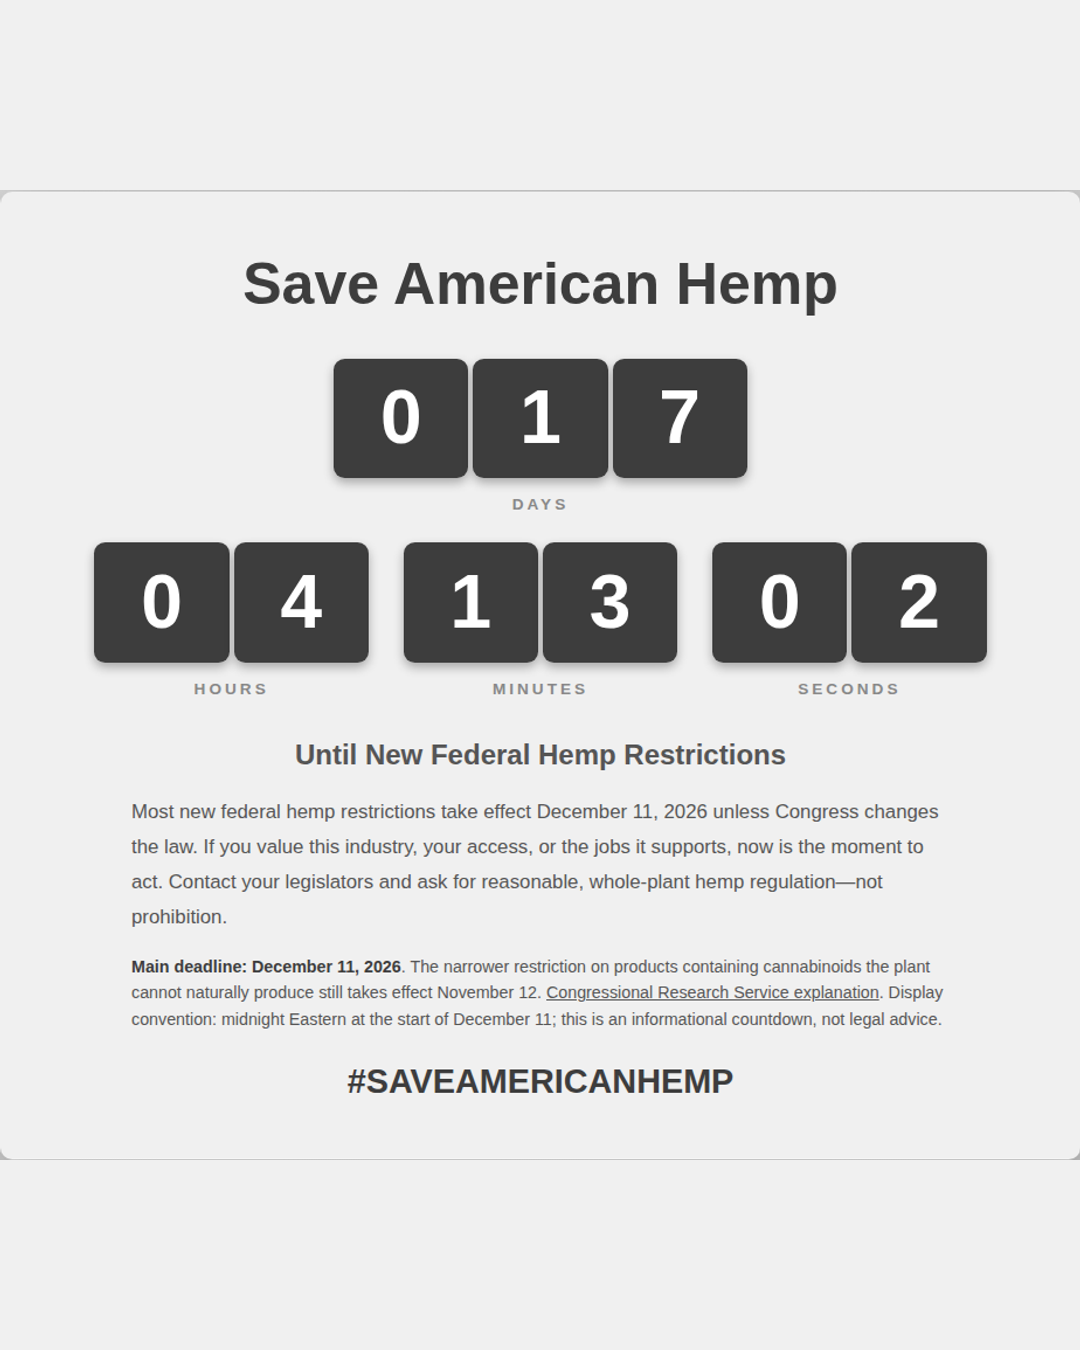 Save American Hemp
0 1 7
DAYS
0 4 1 3 0 2
HOURS MINUTES SECONDS
Until New Federal Hemp Restrictions
Most new federal hemp restrictions take effect December 11, 2026 unless Congress changes
the law. If you value this industry, your access, or the jobs it supports, now is the moment to
act. Contact your legislators and ask for reasonable, whole-plant hemp regulation—not
prohibition.
Main deadline: December 11, 2026. The narrower restriction on products containing cannabinoids the plant
cannot naturally produce still takes effect November 12. Congressional Research Service explanation. Display
convention: midnight Eastern at the start of December 11; this is an informational countdown, not legal advice.
#SAVEAMERICANHEMP